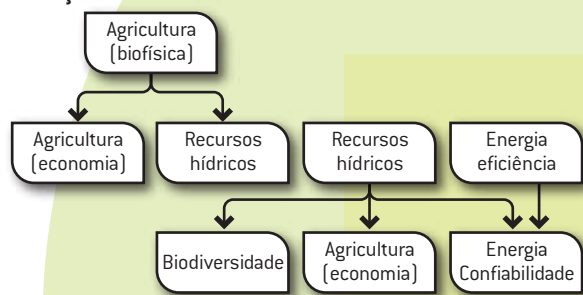 Agricultura
(biofísica)
Agricultura
(economia)
Recursos
hídricos
Recursos
hídricos
Energia
eficiência
Biodiversidade
Agricultura
(economia)
Energia
Confiabilidade